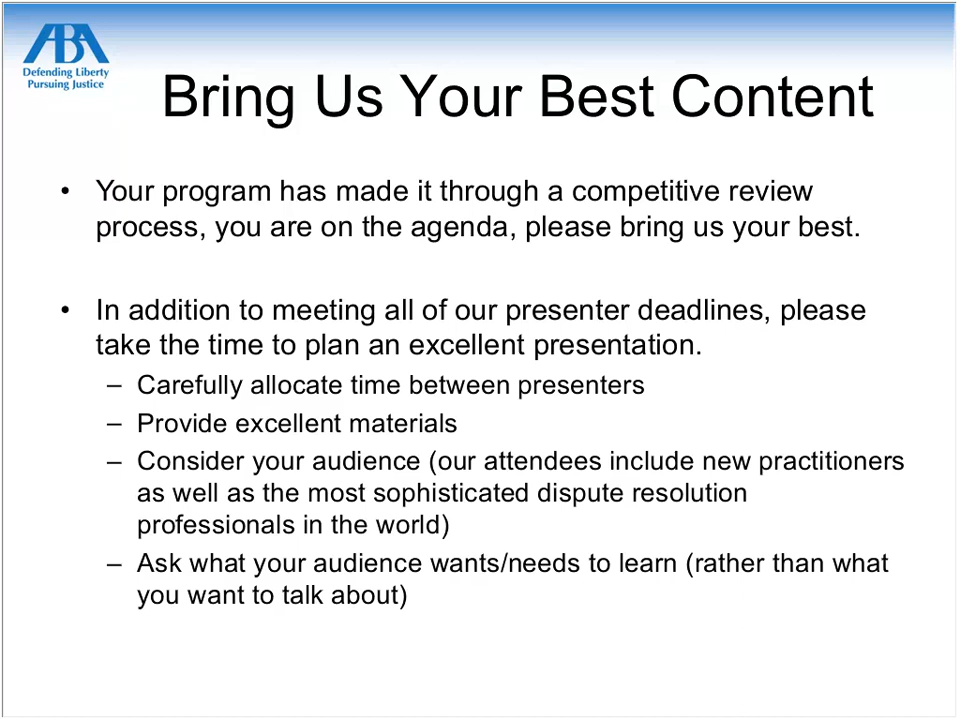 ABA
Defending Liberty
Pursuing Justice
Bring Us Your Best Content
• Your program has made it through a competitive review
process, you are on the agenda, please bring us your best.
• In addition to meeting all of our presenter deadlines, please
take the time to plan an excellent presentation.
– Carefully allocate time between presenters
– Provide excellent materials
– Consider your audience (our attendees include new practitioners
as well as the most sophisticated dispute resolution
professionals in the world)
– Ask what your audience wants/needs to learn (rather than what
you want to talk about)